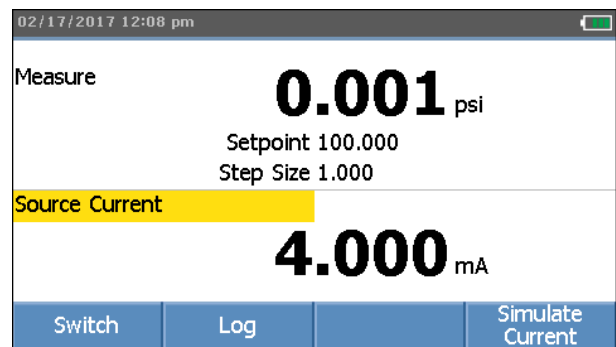 02/17/2017 12:08 pm
Measure
0.001 psi
Setpoint 100.000
Step Size 1.000
Source Current
4.000 mA
Switch Log Simulate Current